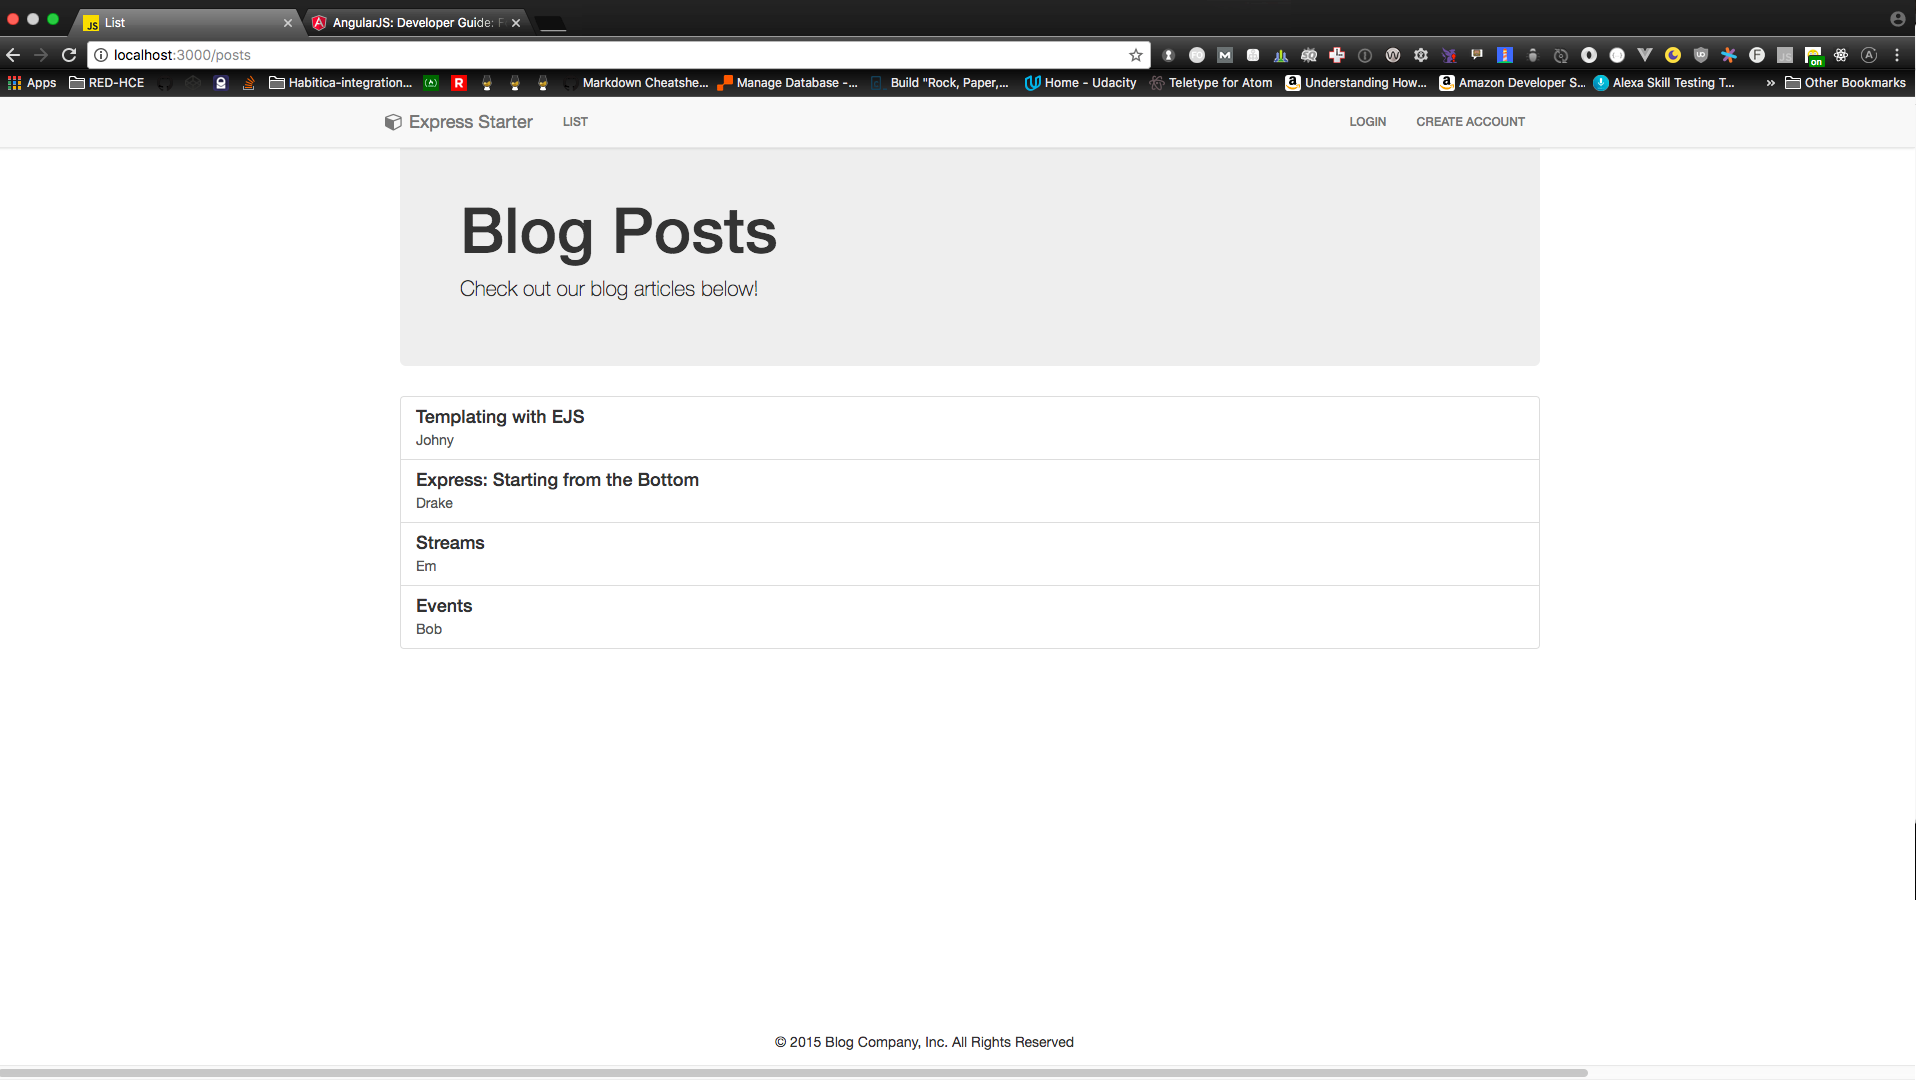 List
AngularJS: Developer Guide: F
localhost:3000/posts
on
Apps
RED-HCE
Habitica-integration...
Markdown Cheatshe...
Manage Database -...
Build "Rock, Paper,...
Home - Udacity
Teletype for Atom
Understanding How...
Amazon Developer S...
Alexa Skill Testing T...
»
Other Bookmarks
Express Starter
LIST
LOGIN
CREATE ACCOUNT
Blog Posts
Check out our blog articles below!
Templating with EJS
Johny
Express: Starting from the Bottom
Drake
Streams
Em
Events
Bob
© 2015 Blog Company, Inc. All Rights Reserved